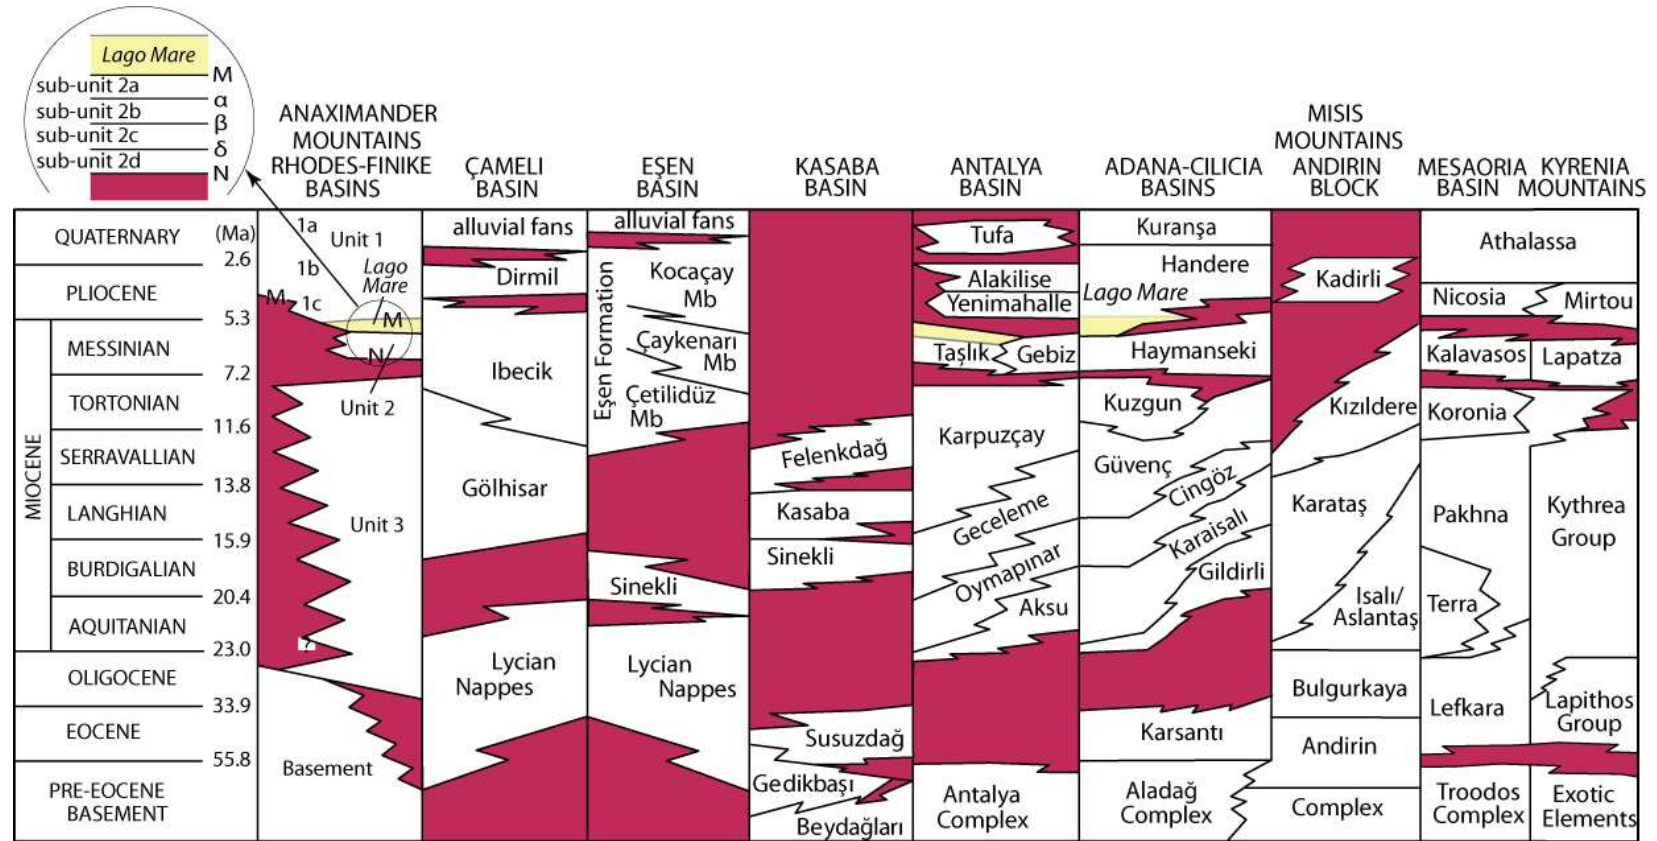 Lago Mare
M
sub-unit 2a
α
sub-unit 2b
β
sub-unit 2c
δ
sub-unit 2d
N
ANAXIMANDER
MOUNTAINS
RHODES-FINIKE
BASINS
ÇAMELI
BASIN
EŞEN
BASIN
KASABA
BASIN
ANTALYA
BASIN
ADANA-CILICIA
BASINS
MISIS
MOUNTAINS
ANDIRIN
BLOCK
MESAORIA
BASIN
KYRENIA
MOUNTAINS
QUATERNARY
PLIOCENE
MIOCENE
MESSINIAN
TORTONIAN
SERRAVALLIAN
LANGHIAN
BURDIGALIAN
AQUITANIAN
OLIGOCENE
EOCENE
PRE-EOCENE
BASEMENT
(Ma)
2.6
5.3
7.2
11.6
13.8
15.9
20.4
23.0
33.9
55.8
1a
Unit 1
1b
Lago
Mare
M
1c
M
N
Unit 2
Unit 3
?
Basement
alluvial fans
Dirmil
Ibecik
Gölhisar
Lycian
Nappes
alluvial fans
Eşen Formation
Kocaçay
Mb
Çaykenarı
Mb
Çetilidüz
Mb
Sinekli
Lycian
Nappes
Felenkdağ
Kasaba
Sinekli
Susuzdağ
Gedikbaşı
Beydağları
Tufa
Alakilise
Yenimahalle
Taşlık
Gebiz
Karpuzçay
Geceleme
Oymapınar
Aksu
Antalya
Complex
Kuranşa
Handere
Lago Mare
Haymanseki
Kuzgun
Güvenç
Cingöz
Karaisalı
Gildirli
Karsantı
Aladağ
Complex
Kadirli
Kızıldere
Karataş
Isalı/
Aslantaş
Bulgurkaya
Andirin
Complex
Athalassa
Nicosia
Mirtou
Kalavasos
Lapatza
Koronia
Pakhna
Kythrea
Group
Terra
Lefkara
Lapithos
Group
Troodos
Complex
Exotic
Elements